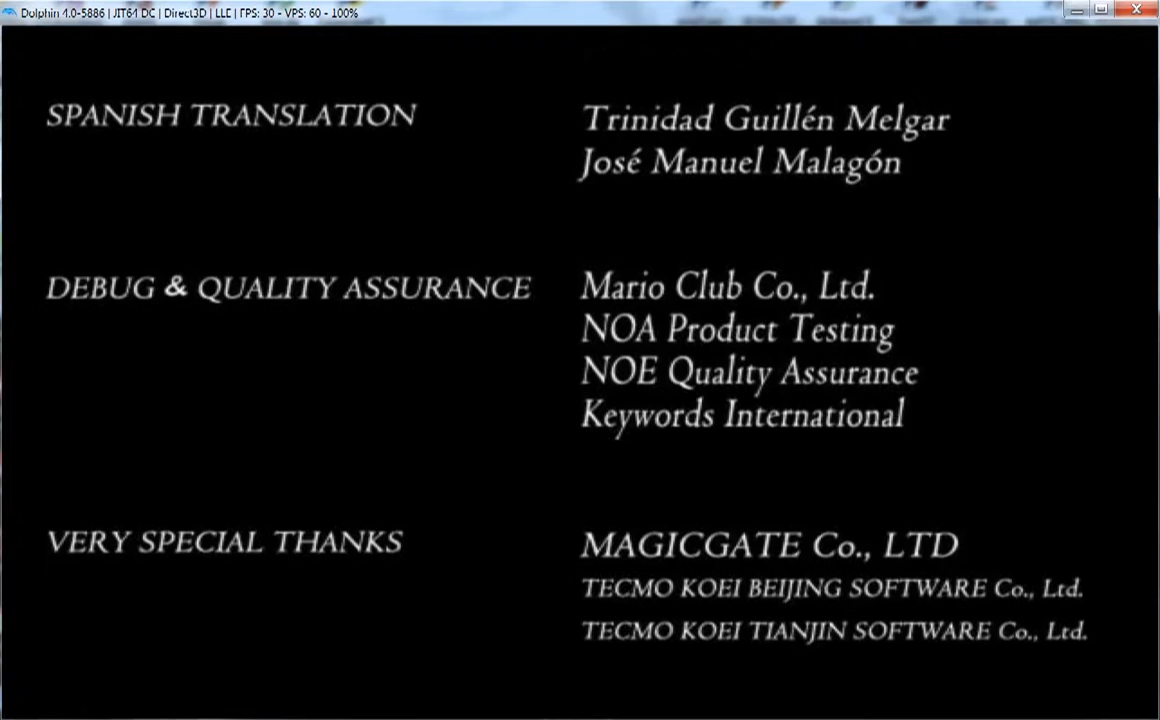 Dolphin 4.0-5886 | JIT64 DC | Direct3D | LLE | FPS: 30 - VPS: 60 - 100%
SPANISH TRANSLATION
Trinidad Guillén Melgar
José Manuel Malagón
DEBUG & QUALITY ASSURANCE
Mario Club Co., Ltd.
NOA Product Testing
NOE Quality Assurance
Keywords International
VERY SPECIAL THANKS
MAGICGATE Co., LTD
TECMO KOEI BEIJING SOFTWARE Co., Ltd.
TECMO KOEI TIANJIN SOFTWARE Co., Ltd.